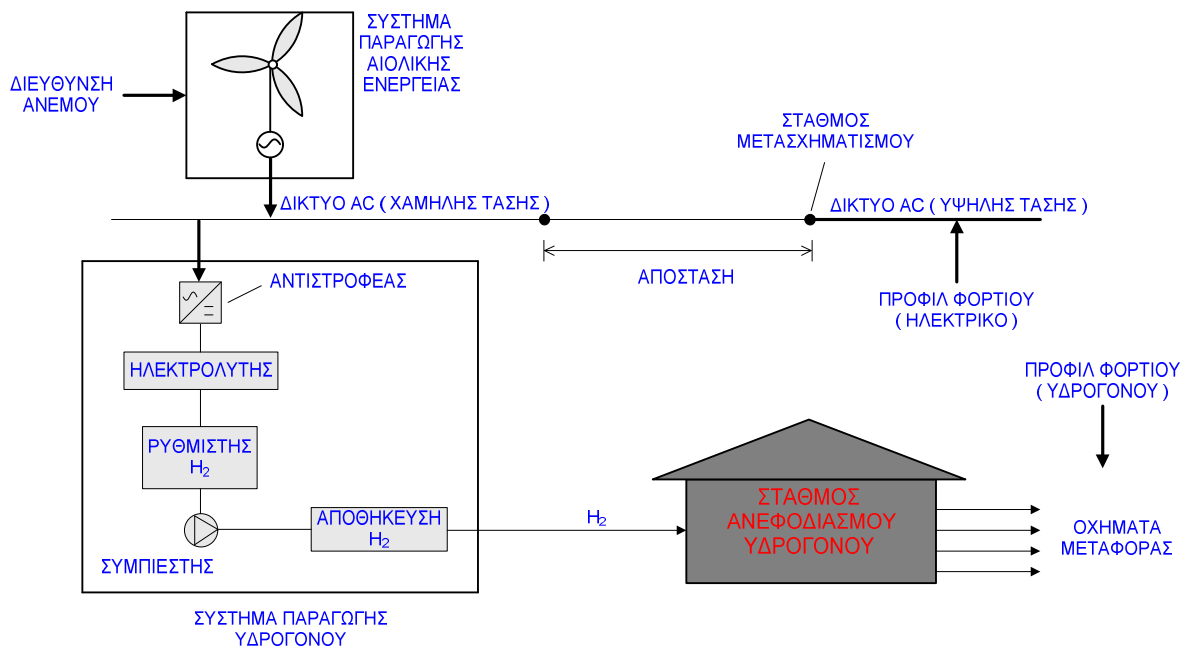 ΣΥΣΤΗΜΑ
ΠΑΡΑΓΩΓΗΣ
ΑΙΟΛΙΚΗΣ
ΕΝΕΡΓΕΙΑΣ
ΔΙΕΥΘΥΝΣΗ
ΑΝΕΜΟΥ
ΣΤΑΘΜΟΣ
ΜΕΤΑΣΧΗΜΑΤΙΣΜΟΥ
ΔΙΚΤΥΟ AC ( ΧΑΜΗΛΗΣ ΤΑΣΗΣ )
ΔΙΚΤΥΟ AC ( ΥΨΗΛΗΣ ΤΑΣΗΣ )
ΑΠΟΣΤΑΣΗ
ΑΝΤΙΣΤΡΟΦΕΑΣ
ΠΡΟΦΙΛ ΦΟΡΤΙΟΥ
( ΗΛΕΚΤΡΙΚΟ )
ΗΛΕΚΤΡΟΛΥΤΗΣ
ΠΡΟΦΙΛ ΦΟΡΤΙΟΥ
( ΥΔΡΟΓΟΝΟΥ )
ΡΥΘΜΙΣΤΗΣ
H₂
ΑΠΟΘΗΚΕΥΣΗ
H₂
H₂
ΣΤΑΘΜΟΣ
ΑΝΕΦΟΔΙΑΣΜΟΥ
ΥΔΡΟΓΟΝΟΥ
ΟΧΗΜΑΤΑ
ΜΕΤΑΦΟΡΑΣ
ΣΥΜΠΙΕΣΤΗΣ
ΣΥΣΤΗΜΑ ΠΑΡΑΓΩΓΗΣ
ΥΔΡΟΓΟΝΟΥ